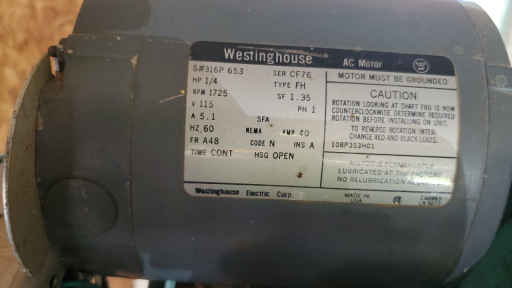 Westinghouse AC Motor
S#316P 653 SER CF76
HP 1/4 TYPE FH
RPM 1725 SF 1.35
V 115 PH 1
A 5.1 SFA
HZ 60 NEMA
FR A48 CODE N INS A
TIME CONT HSG OPEN
Westinghouse Electric Corp.
MOTOR MUST BE GROUNDED
CAUTION
ROTATION LOOKING AT SHAFT END IS NOW
COUNTERCLOCKWISE DETERMINE REQUIRED
ROTATION BEFORE INSTALLING ON UNIT.
TO REVERSE ROTATION INTER-
CHANGE RED AND BLACK LEADS.
LUBRICATED AT THE FACTORY
NO RELUBRICATION
MADE IN
USA